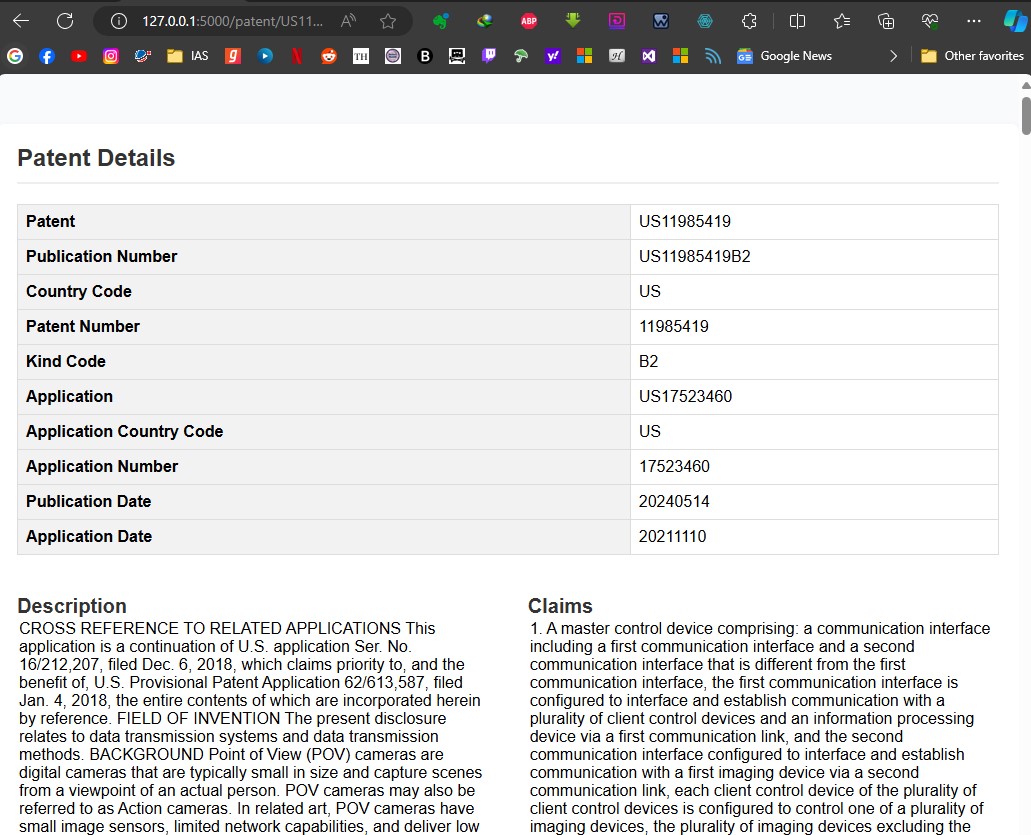 127.0.0.1:5000/patent/US11...
ABP
IAS
TH
B
Google News
Other favorites
Patent Details
Patent US11985419
Publication Number US11985419B2
Country Code US
Patent Number 11985419
Kind Code B2
Application US17523460
Application Country Code US
Application Number 17523460
Publication Date 20240514
Application Date 20211110
Description
CROSS REFERENCE TO RELATED APPLICATIONS This
application is a continuation of U.S. application Ser. No.
16/212,207, filed Dec. 6, 2018, which claims priority to, and the
benefit of, U.S. Provisional Patent Application 62/613,587, filed
Jan. 4, 2018, the entire contents of which are incorporated herein
by reference. FIELD OF INVENTION The present disclosure
relates to data transmission systems and data transmission
methods. BACKGROUND Point of View (POV) cameras are
digital cameras that are typically small in size and capture scenes
from a viewpoint of an actual person. POV cameras may also be
referred to as Action cameras. In related art, POV cameras have
small image sensors, limited network capabilities, and deliver low
Claims
1. A master control device comprising: a communication interface
including a first communication interface and a second
communication interface that is different from the first
communication interface, the first communication interface is
configured to interface and establish communication with a
plurality of client control devices and an information processing
device via a first communication link, and the second
communication interface configured to interface and establish
communication with a first imaging device via a second
communication link, each client control device of the plurality of
client control devices is configured to control one of a plurality of
imaging devices, the plurality of imaging devices excluding the